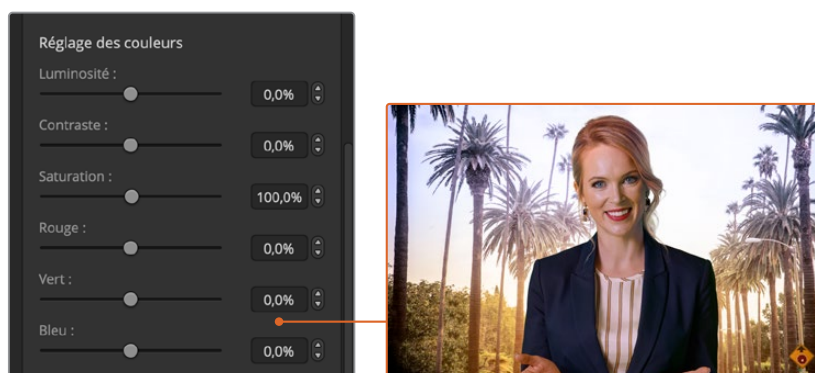 Réglage des couleurs
Luminosité :
0,0%
Contraste :
0,0%
Saturation :
100,0%
Rouge :
0,0%
Vert :
0,0%
Bleu :
0,0%